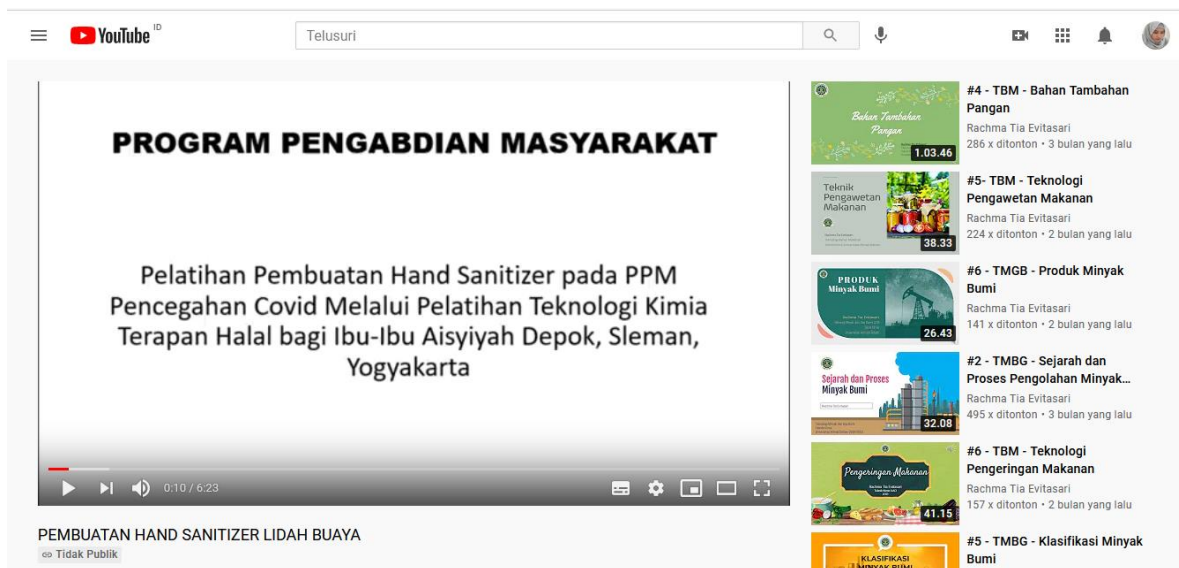 YouTube ID
Telusuri
PROGRAM PENGABDIAN MASYARAKAT
Pelatihan Pembuatan Hand Sanitizer pada PPM
Pencegahan Covid Melalui Pelatihan Teknologi Kimia
Terapan Halal bagi Ibu-Ibu Aisyiyah Depok, Sleman,
Yogyakarta
0:10 / 6:23
PEMBUATAN HAND SANITIZER LIDAH BUAYA
Tidak Publik
Bahan Tambahan
Pangan
1.03.46
#4 - TBM - Bahan Tambahan
Pangan
Rachma Tia Evitasari
286 x ditonton • 3 bulan yang lalu
Teknik
Pengawetan
Makanan
38.33
#5- TBM - Teknologi
Pengawetan Makanan
Rachma Tia Evitasari
224 x ditonton • 2 bulan yang lalu
PRODUK
Minyak Bumi
26.43
#6 - TMGB - Produk Minyak
Bumi
Rachma Tia Evitasari
141 x ditonton • 2 bulan yang lalu
Sejarah dan Proses
Pengolahan
Minyak Bumi
32.08
#2 - TMBG - Sejarah dan
Proses Pengolahan Minyak...
Rachma Tia Evitasari
495 x ditonton • 3 bulan yang lalu
Pengeringan Makanan
41.15
#6 - TBM - Teknologi
Pengeringan Makanan
Rachma Tia Evitasari
157 x ditonton • 2 bulan yang lalu
KLASIFIKASI
MINYAK BUMI
#5 - TMBG - Klasifikasi Minyak
Bumi